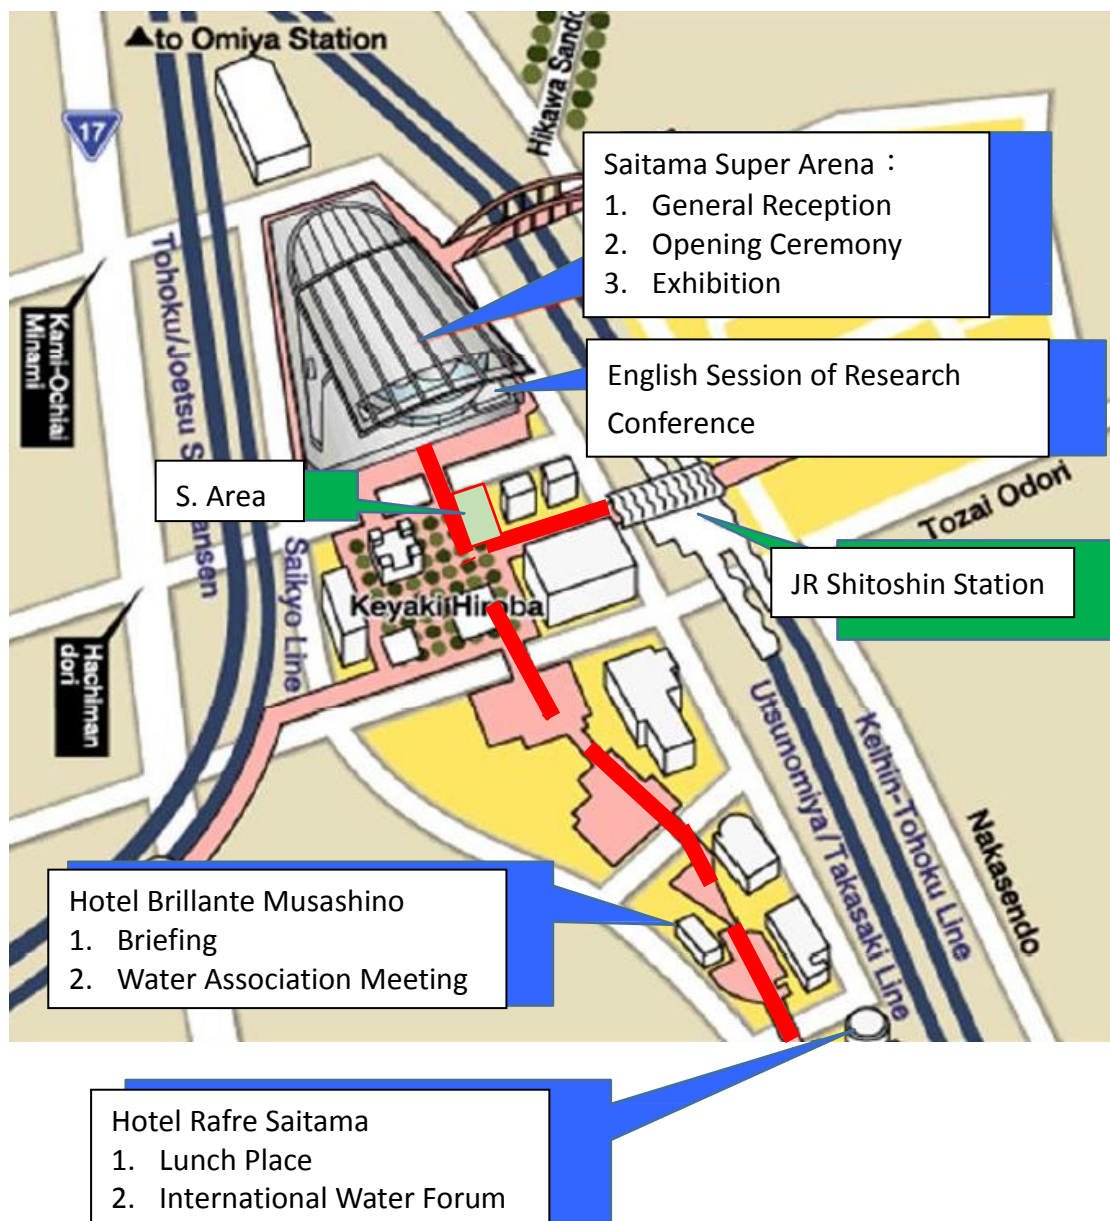 ▲to Omiya Station
Hikawa Sando
17
Saitama Super Arena：
1. General Reception
2. Opening Ceremony
3. Exhibition
Tohoku/Joetsu S ansen
Kami-Ochiai
Minami
English Session of Research
Conference
S. Area
Tozai Odori
JR Shitoshin Station
Saikyo Line
Keyaki Hiroba
Hachiman
dori
Utsunomiya/Takasaki Line
Keihin-Tohoku Line
Nakasendo
Hotel Brillante Musashino
1. Briefing
2. Water Association Meeting
Hotel Rafre Saitama
1. Lunch Place
2. International Water Forum